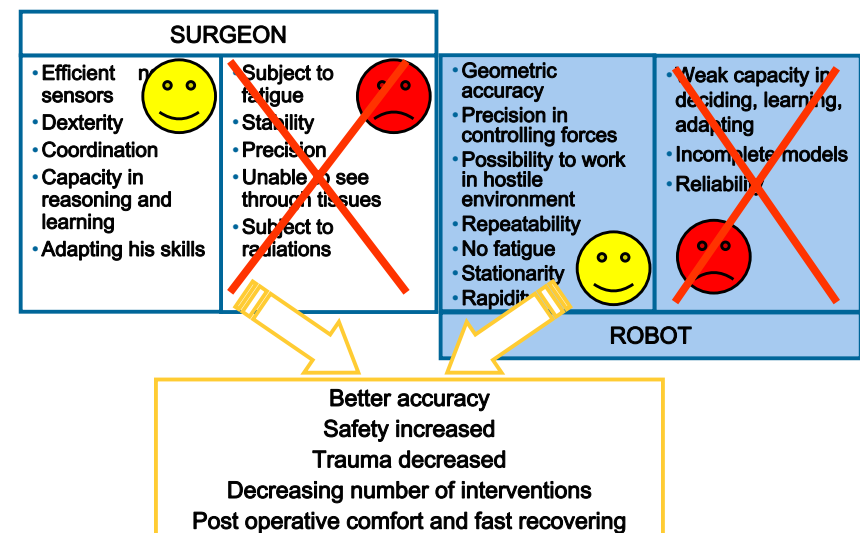 SURGEON
• Efficient
sensors
• Dexterity
• Coordination
• Capacity in
reasoning and
learning
• Adapting his skills
• Subject to
fatigue
• Stability
• Precision
• Unable to see
through tissues
• Subject to
radiations
• Geometric
accuracy
• Precision in
controlling forces
• Possibility to work
in hostile
environment
• Repeatability
• No fatigue
• Stationarity
• Rapidit
• Weak capacity in
deciding, learning,
adapting
• Incomplete models
• Reliability
ROBOT
Better accuracy
Safety increased
Trauma decreased
Decreasing number of interventions
Post operative comfort and fast recovering